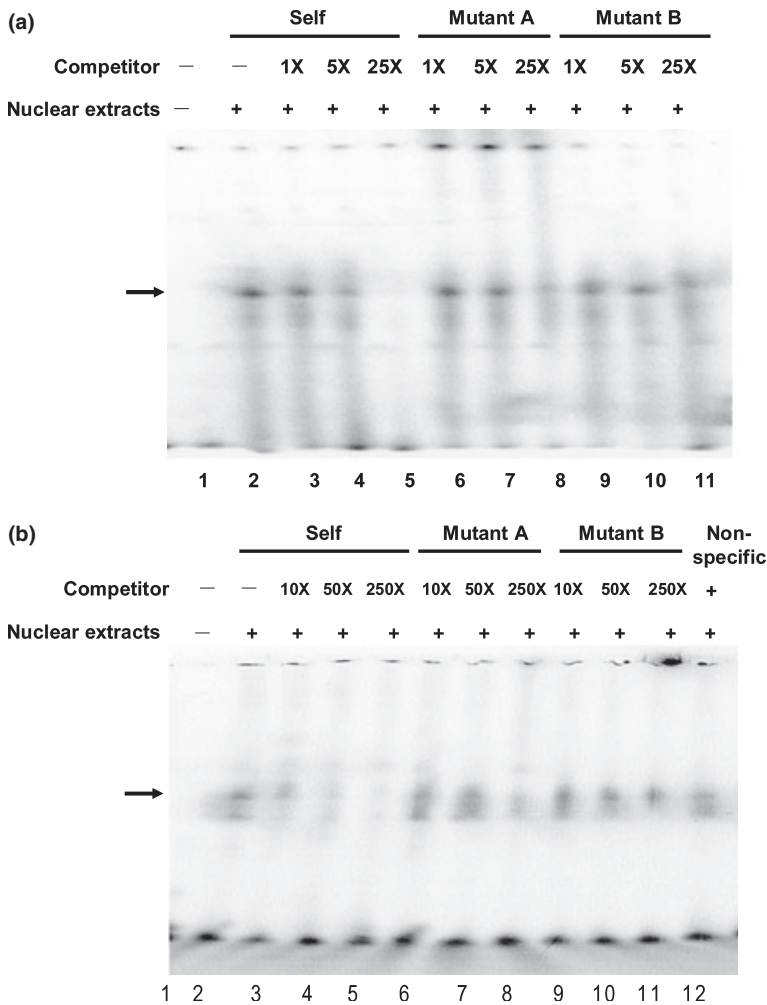 (a)
Self Mutant A Mutant B
Competitor – – 1X 5X 25X 1X 5X 25X 1X 5X 25X
Nuclear extracts – + + + + + + + + + +
1 2 3 4 5 6 7 8 9 10 11
(b)
Self Mutant A Mutant B Non-
specific
Competitor – – 10X 50X 250X 10X 50X 250X 10X 50X 250X +
Nuclear extracts – + + + + + + + + + + +
1 2 3 4 5 6 7 8 9 10 11 12